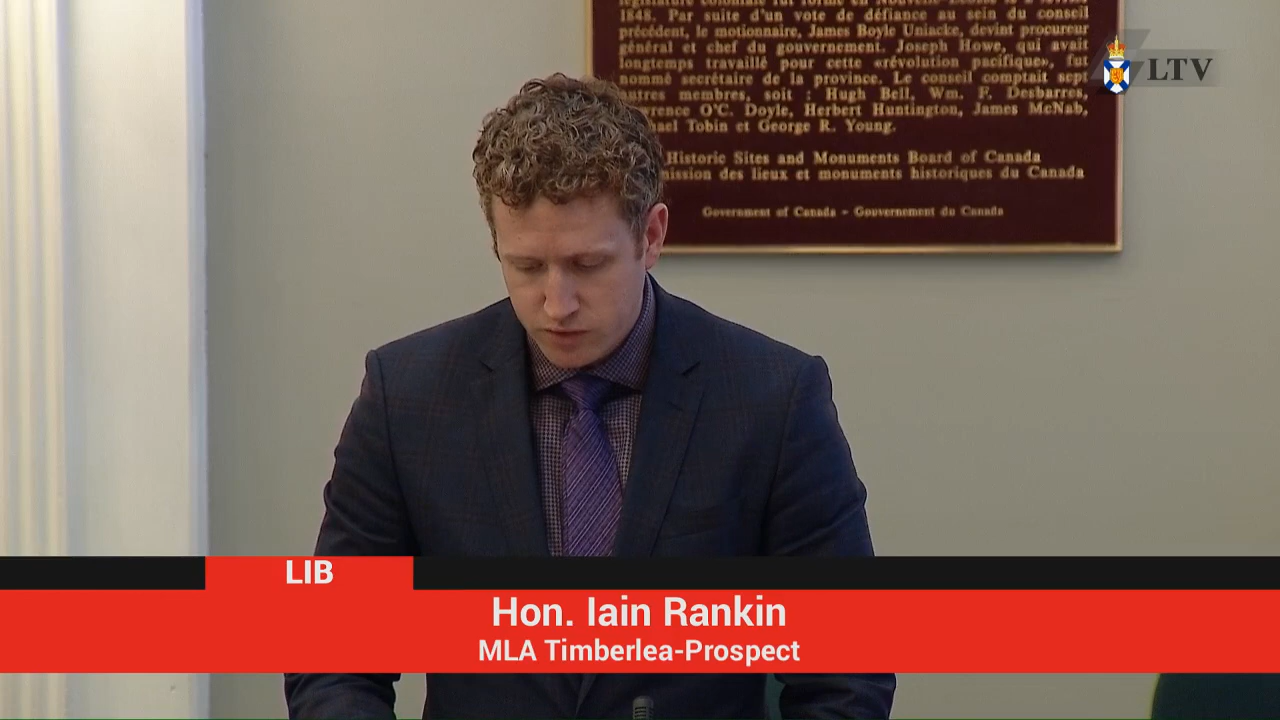 législature coloniale fut formé en Nouvelle-Écosse le 2 février
1848. Par suite d'un vote de défiance au sein du conseil
précédent, le motionnaire, James Boyle Uniacke, devint procureur
général et chef du gouvernement. Joseph Howe, qui avait
longtemps travaillé pour cette «révolution pacifique», fut
nommé secrétaire de la province. Le conseil comptait sept
autres membres, soit : Hugh Bell, Wm. F. Desbarres,
O'C. Doyle, Herbert Huntington, James McNab,
Tobin et George R. Young.
Historic Sites and Monuments Board of Canada
des lieux et monuments historiques du Canada
Government of Canada - Gouvernement du Canada
LTV
LIB
Hon. Iain Rankin
MLA Timberlea-Prospect